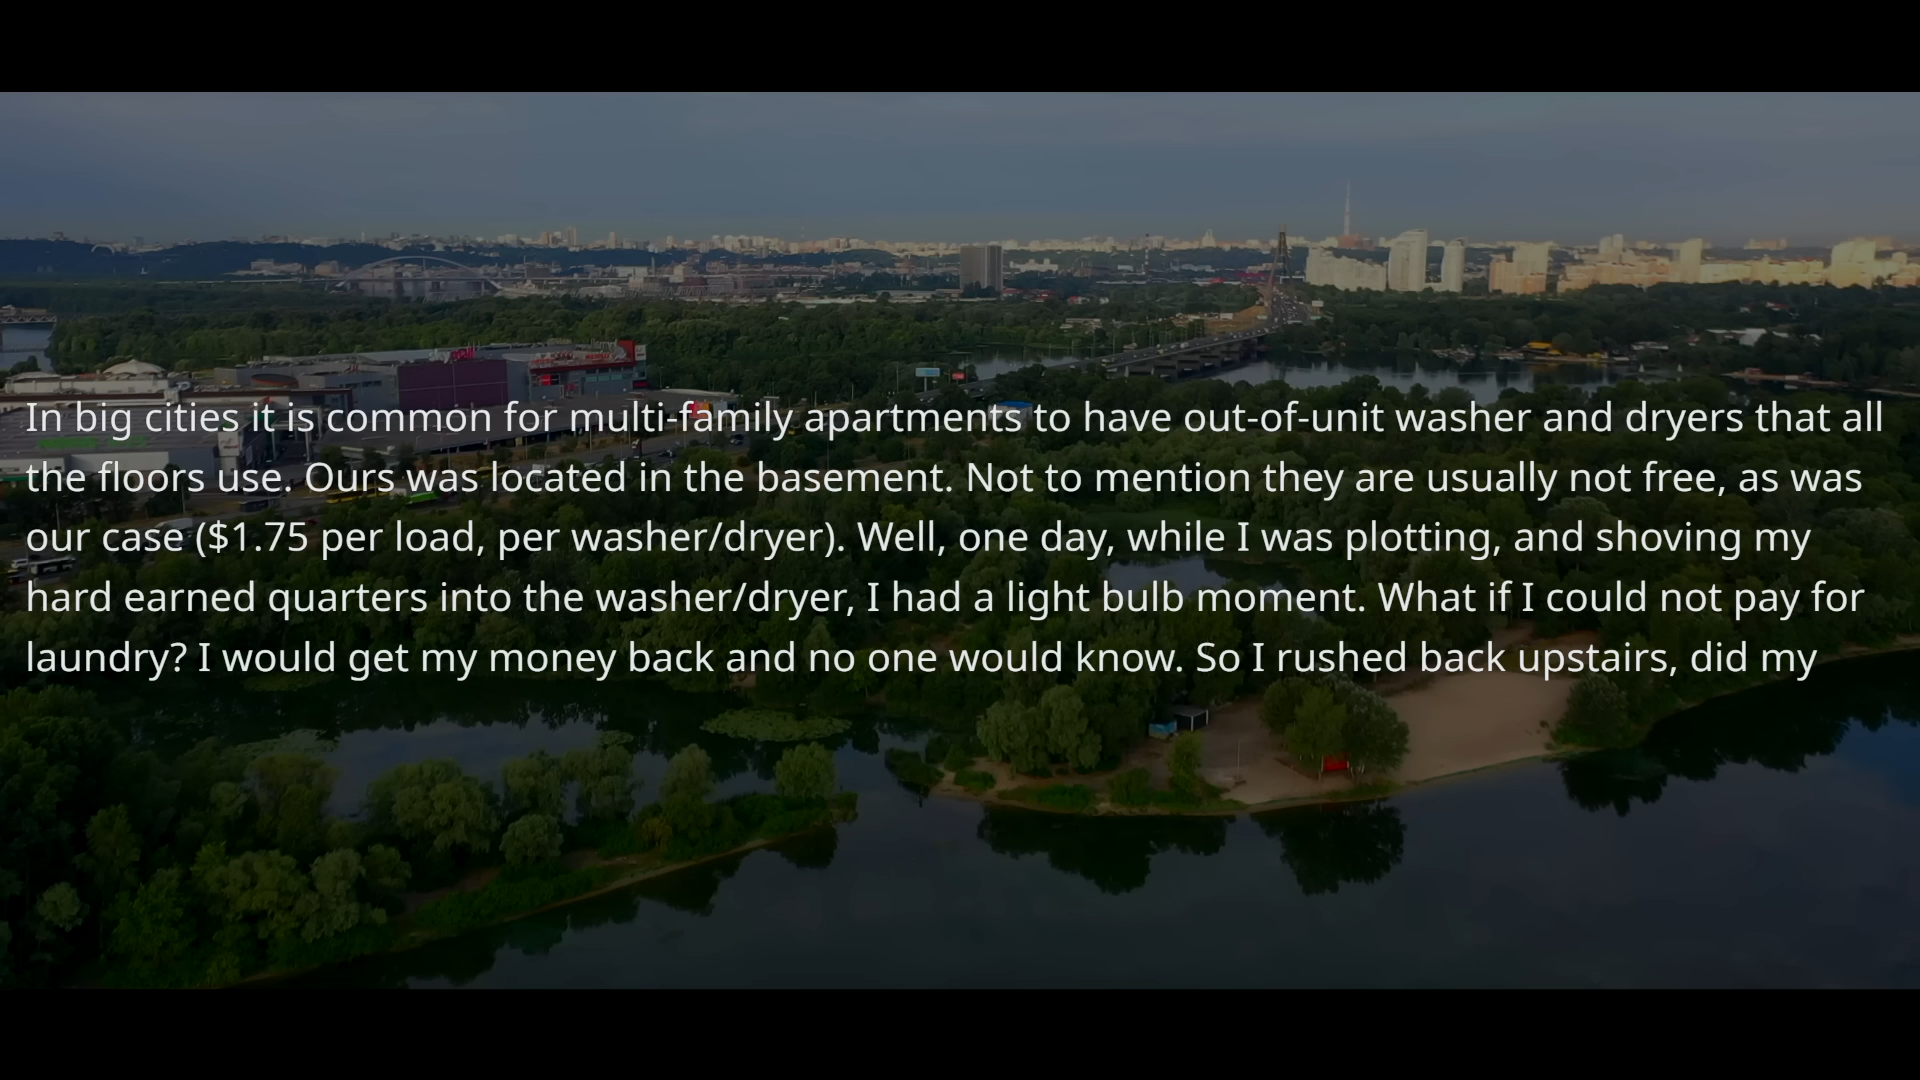 In big cities it is common for multi-family apartments to have out-of-unit washer and dryers that all
the floors use. Ours was located in the basement. Not to mention they are usually not free, as was
our case ($1.75 per load, per washer/dryer). Well, one day, while I was plotting, and shoving my
hard earned quarters into the washer/dryer, I had a light bulb moment. What if I could not pay for
laundry? I would get my money back and no one would know. So I rushed back upstairs, did my